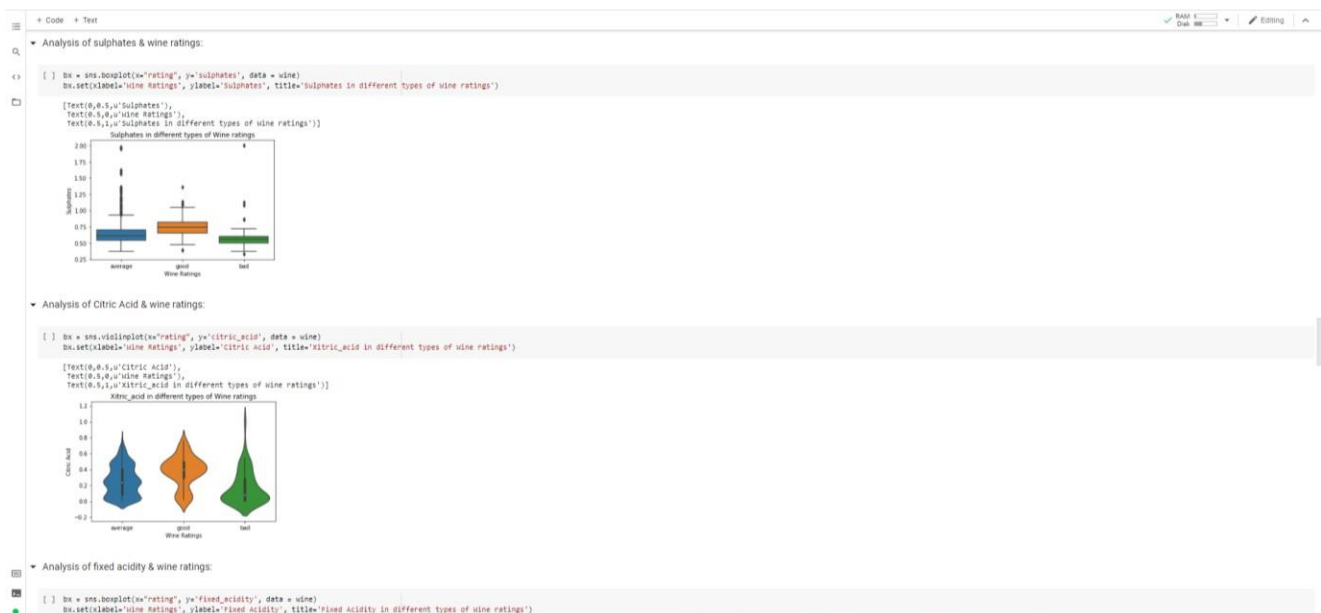 + Code + Text
RAM
Disk
Editing
Analysis of sulphates & wine ratings:
[ ] bx = sns.boxplot(x="rating", y='sulphates', data = wine)
bx.set(xlabel='Wine Ratings', ylabel='Sulphates', title='Sulphates in different types of Wine ratings')
[Text(0,0.5,u'Sulphates'),
Text(0.5,0,u'Wine Ratings'),
Text(0.5,1,u'Sulphates in different types of Wine ratings')]
Sulphates in different types of Wine ratings
2.00
1.75
1.50
1.25
1.00
0.75
0.50
0.25
Sulphates
average good bad
Wine Ratings
Analysis of Citric Acid & wine ratings:
[ ] bx = sns.violinplot(x="rating", y='citric_acid', data = wine)
bx.set(xlabel='Wine Ratings', ylabel='Citric Acid', title='Xitric_acid in different types of Wine ratings')
[Text(0,0.5,u'Citric Acid'),
Text(0.5,0,u'Wine Ratings'),
Text(0.5,1,u'Xitric_acid in different types of Wine ratings')]
Xitric_acid in different types of Wine ratings
1.2
1.0
0.8
0.6
0.4
0.2
0.0
−0.2
Citric Acid
average good bad
Wine Ratings
Analysis of fixed acidity & wine ratings:
[ ] bx = sns.boxplot(x="rating", y='fixed_acidity', data = wine)
bx.set(xlabel='Wine Ratings', ylabel='Fixed Acidity', title='Fixed Acidity in different types of Wine ratings')